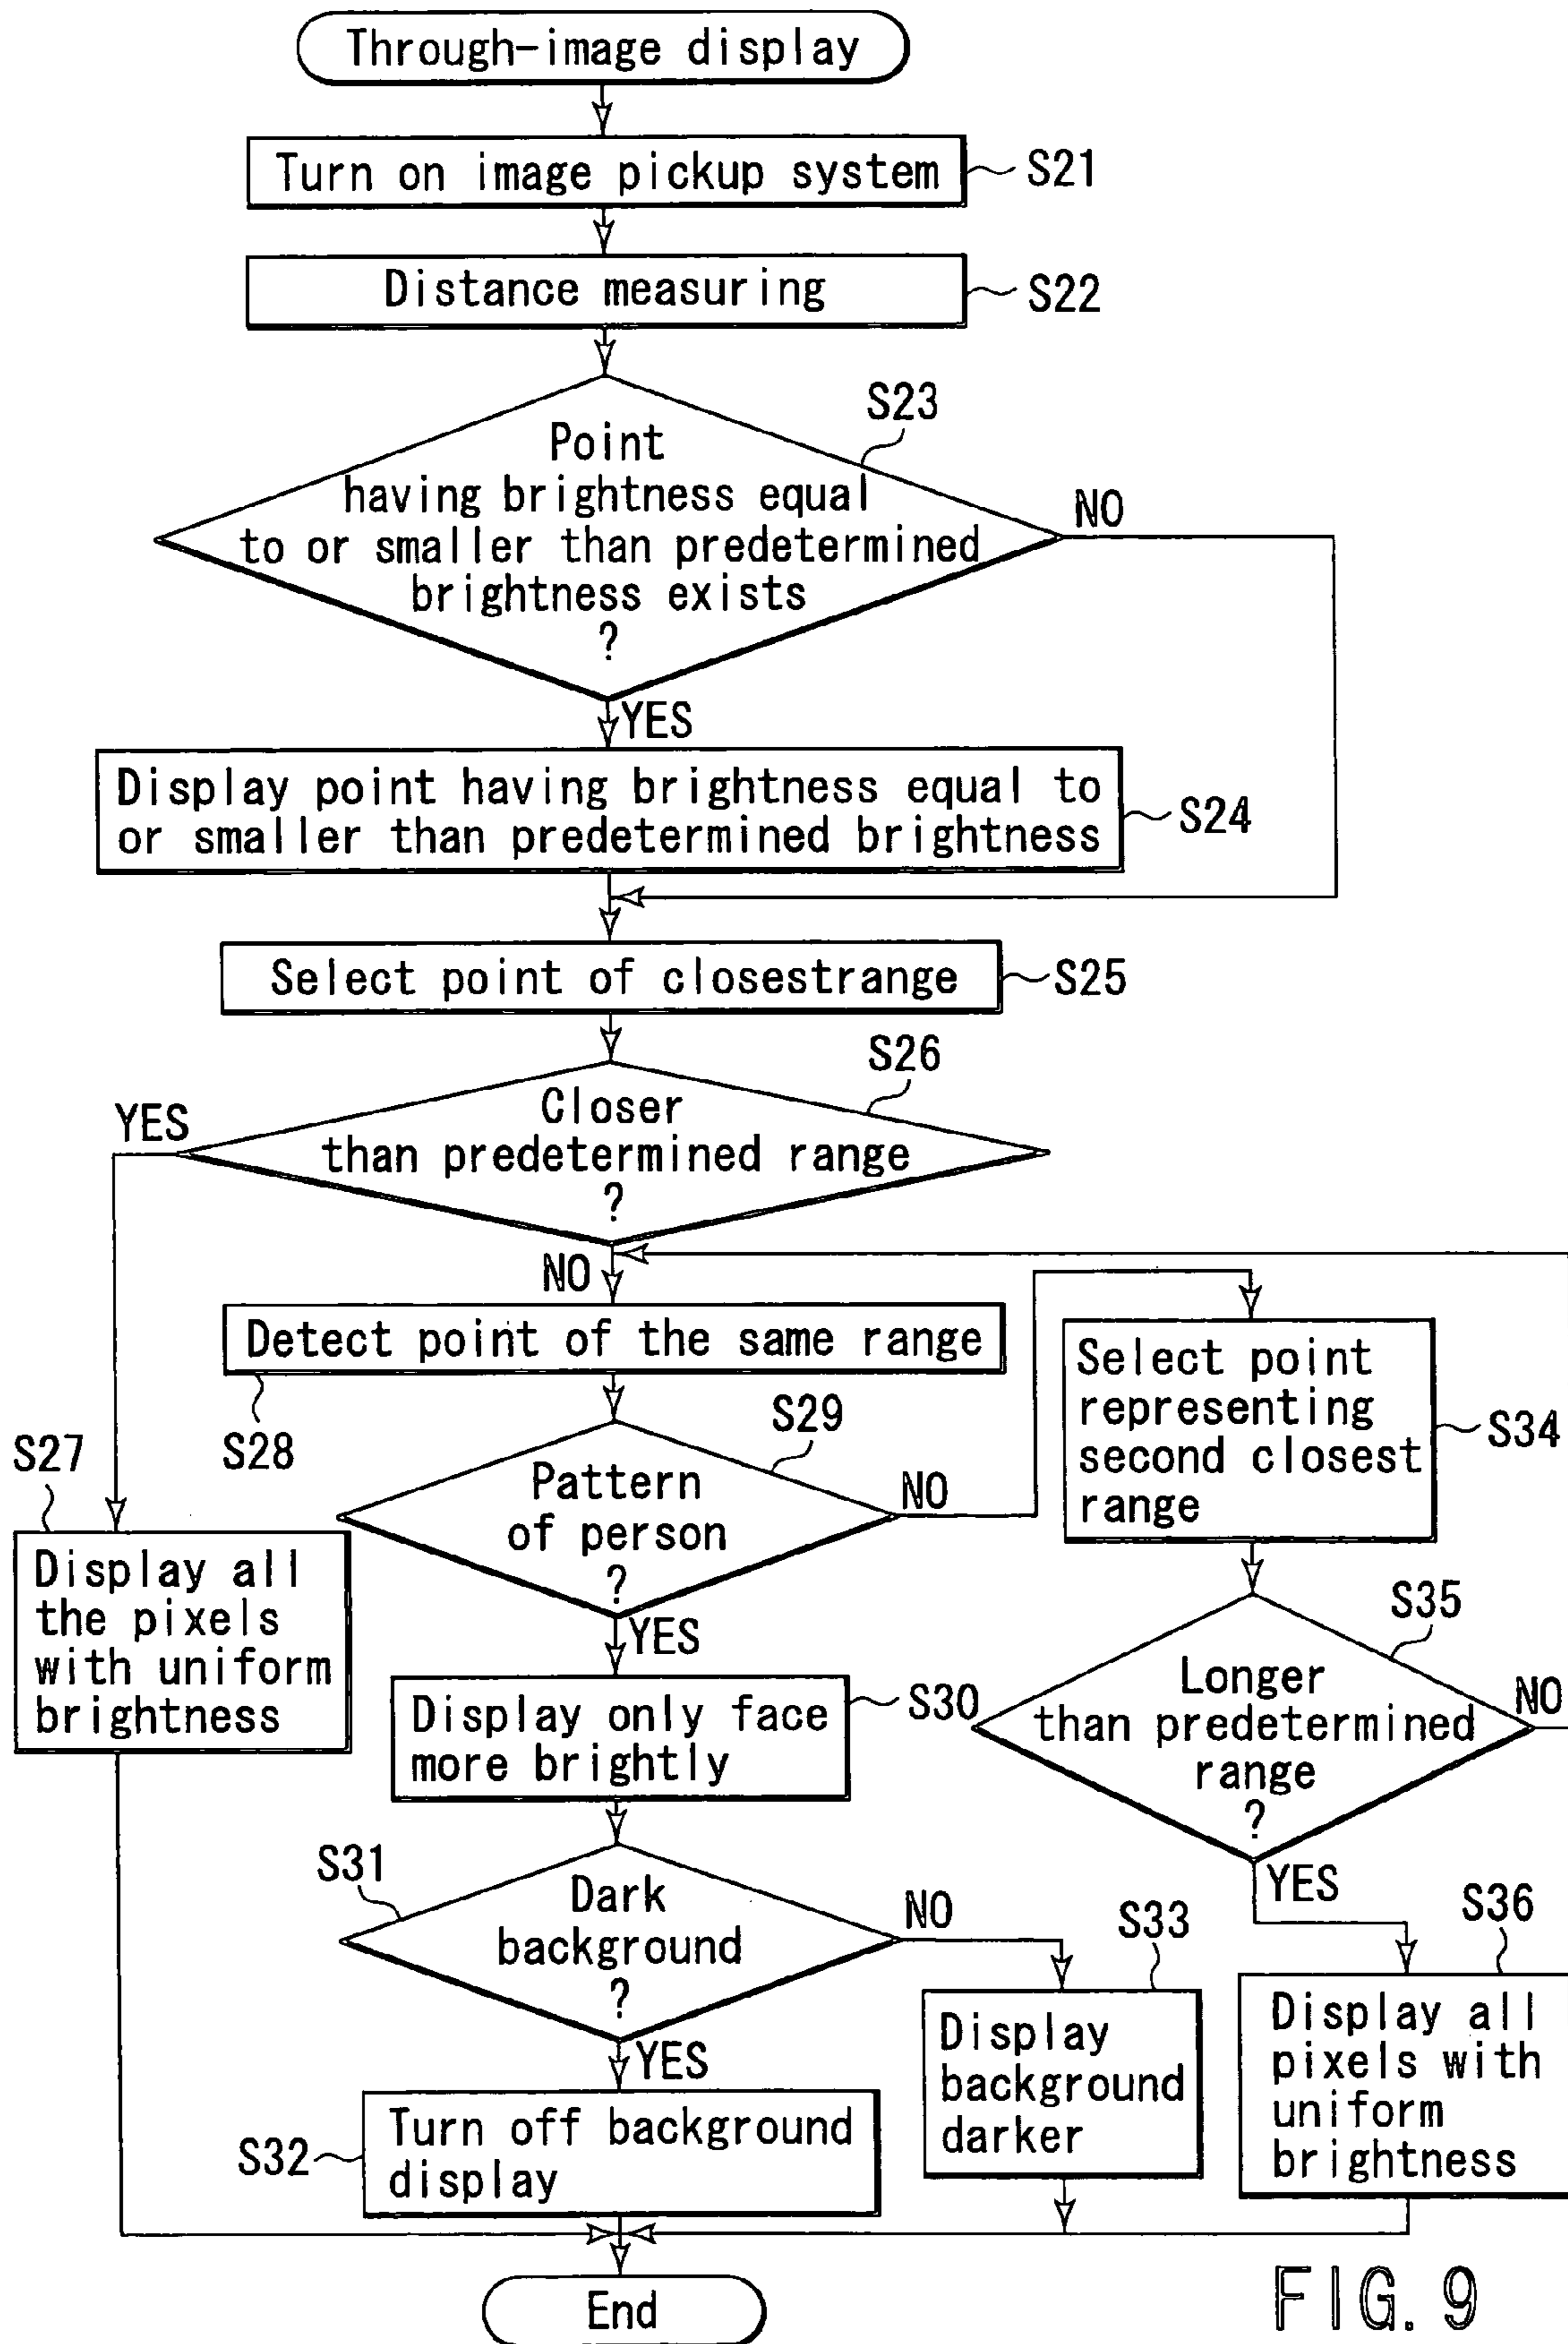 Through-image display
Turn on image pickup system
S21
Distance measuring
S22
S23
Point
having brightness equal
to or smaller than predetermined
brightness exists
?
NO
YES
Display point having brightness equal to
or smaller than predetermined brightness
S24
Select point of closestrange
S25
S26
Closer
than predetermined range
?
YES
NO
Detect point of the same range
S28
S27
Display all
the pixels
with uniform
brightness
S29
Pattern
of person
?
NO
YES
Select point
representing
second closest
range
S34
S35
Longer
than predetermined
range
?
NO
YES
Display only face
more brightly
S30
S31
Dark
background
?
NO
YES
S33
Display
background
darker
S36
Display all
pixels with
uniform
brightness
S32
Turn off background
display
End
FIG. 9